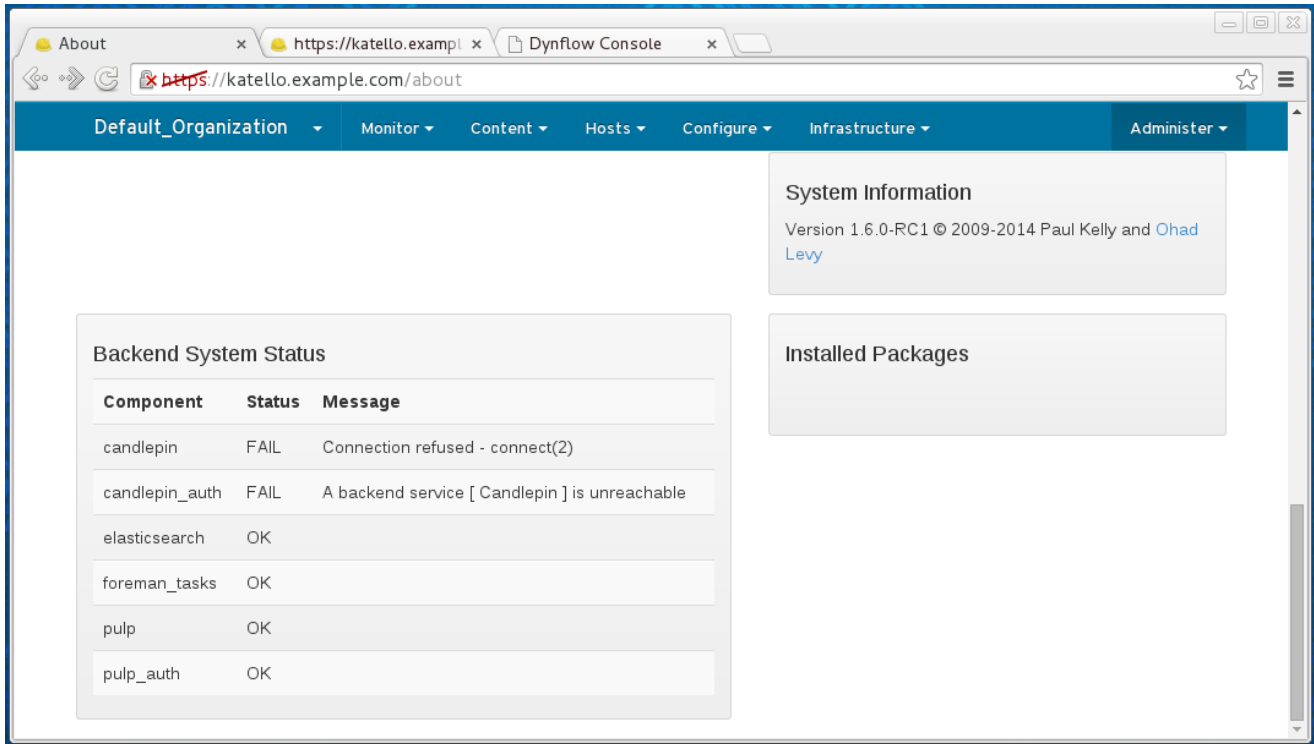 About
https://katello.exampl
Dynflow Console
https://katello.example.com/about
Default_Organization Monitor Content Hosts Configure Infrastructure Administer
System Information
Version 1.6.0-RC1 © 2009-2014 Paul Kelly and Ohad
Levy
Backend System Status
Component Status Message
candlepin FAIL Connection refused - connect(2)
candlepin_auth FAIL A backend service [ Candlepin ] is unreachable
elasticsearch OK
foreman_tasks OK
pulp OK
pulp_auth OK
Installed Packages